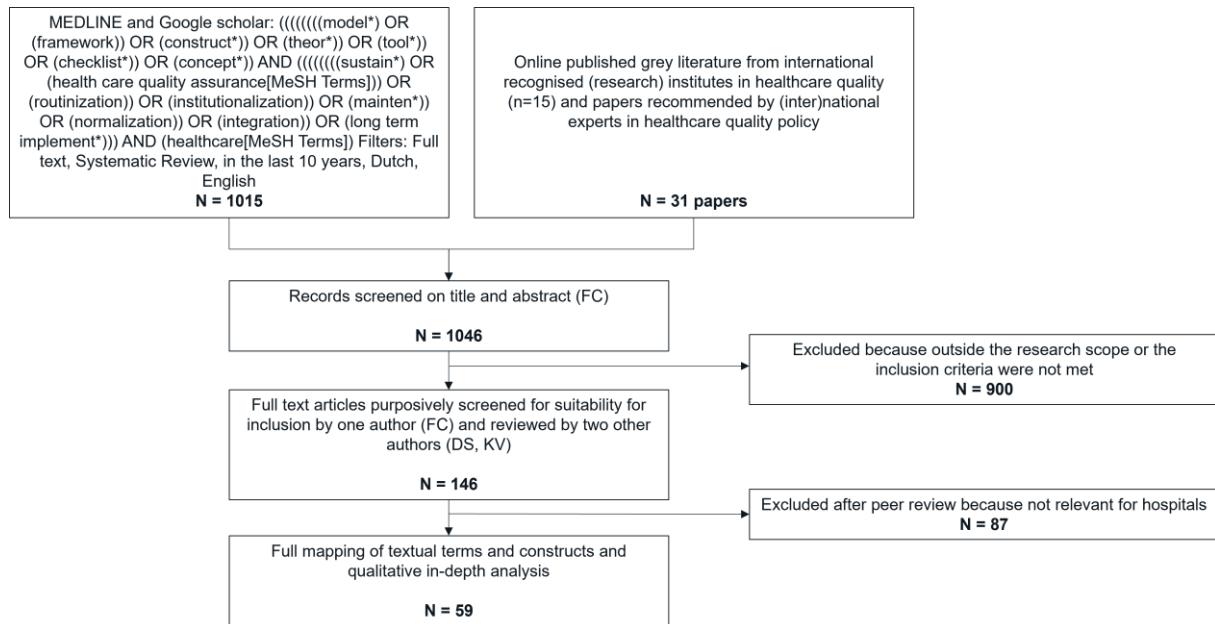 MEDLINE and Google scholar: ((((((((model*) OR
(framework)) OR (construct*)) OR (theor*)) OR (tool*))
OR (checklist*)) OR (concept*)) AND ((((((((sustain*) OR
(health care quality assurance[MeSH Terms])) OR
(routinization)) OR (institutionalization)) OR (mainten*))
OR (normalization)) OR (integration)) OR (long term
implement*))) AND (healthcare[MeSH Terms]) Filters: Full
text, Systematic Review, in the last 10 years, Dutch,
English
N = 1015
Online published grey literature from international
recognised (research) institutes in healthcare quality
(n=15) and papers recommended by (inter)national
experts in healthcare quality policy
N = 31 papers
Records screened on title and abstract (FC)
N = 1046
Excluded because outside the research scope or the
inclusion criteria were not met
N = 900
Full text articles purposively screened for suitability for
inclusion by one author (FC) and reviewed by two other
authors (DS, KV)
N = 146
Excluded after peer review because not relevant for hospitals
N = 87
Full mapping of textual terms and constructs and
qualitative in-depth analysis
N = 59